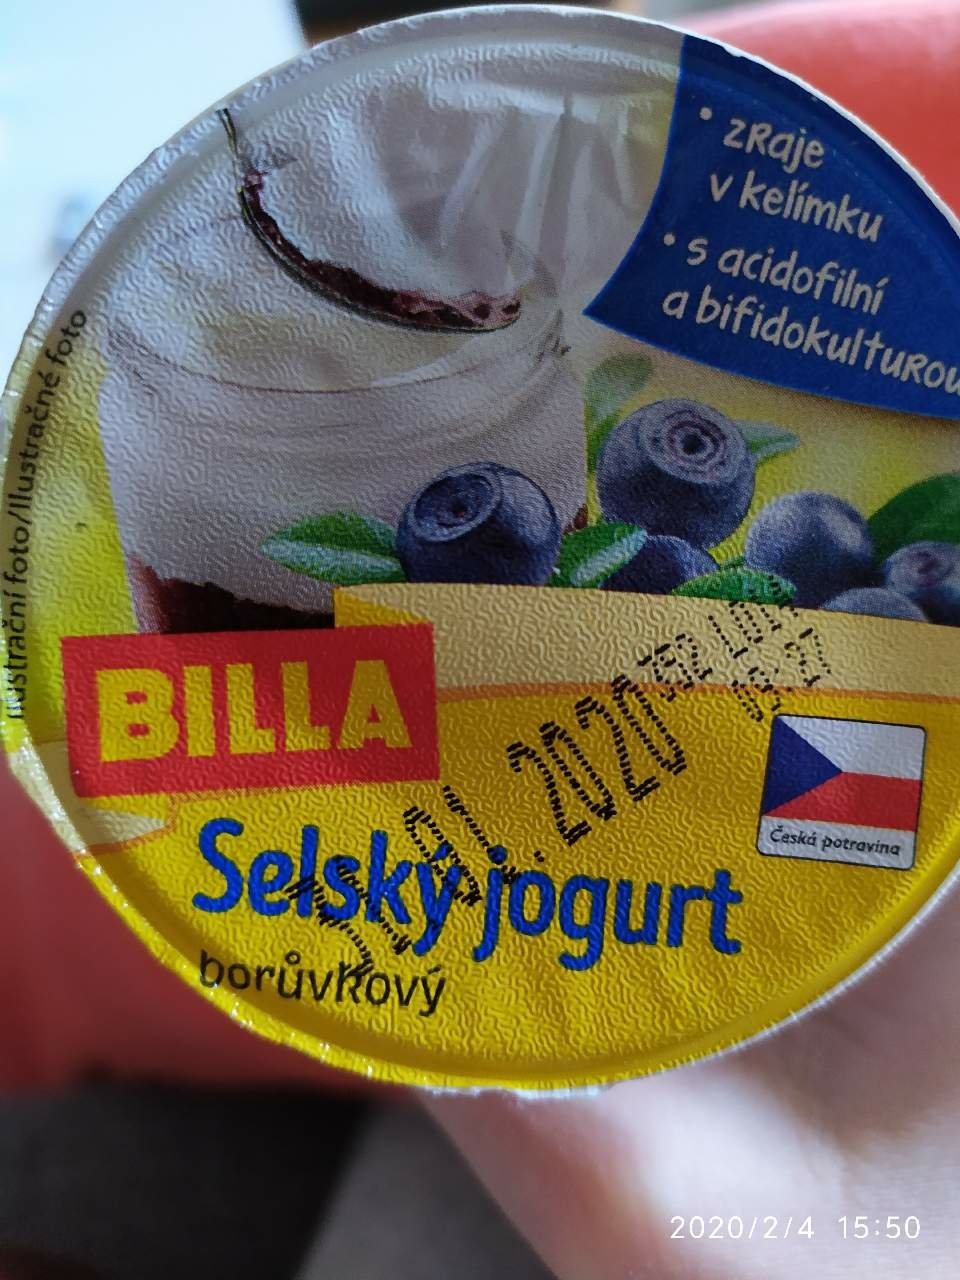 • zRaje
v kelímku
• s acidofilní
a bifidokulturou
Ilustrační foto/Ilustračné foto
BILLA
2020
Česká potravina
Selský jogurt
borůvkový
2020/2/4 15:50